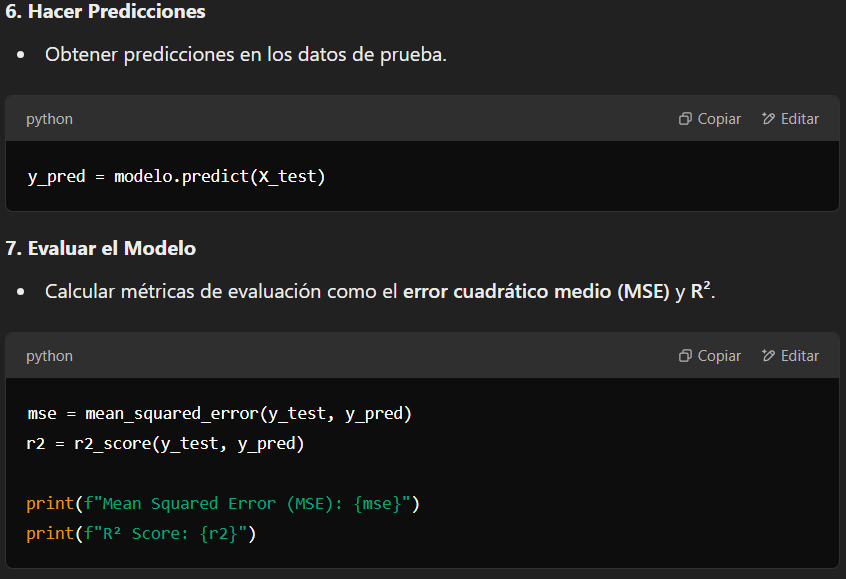 6. Hacer Predicciones
• Obtener predicciones en los datos de prueba.
python Copiar Editar
y_pred = modelo.predict(X_test)
7. Evaluar el Modelo
• Calcular métricas de evaluación como el error cuadrático medio (MSE) y R².
python Copiar Editar
mse = mean_squared_error(y_test, y_pred)
r2 = r2_score(y_test, y_pred)
print(f"Mean Squared Error (MSE): {mse}")
print(f"R² Score: {r2}")